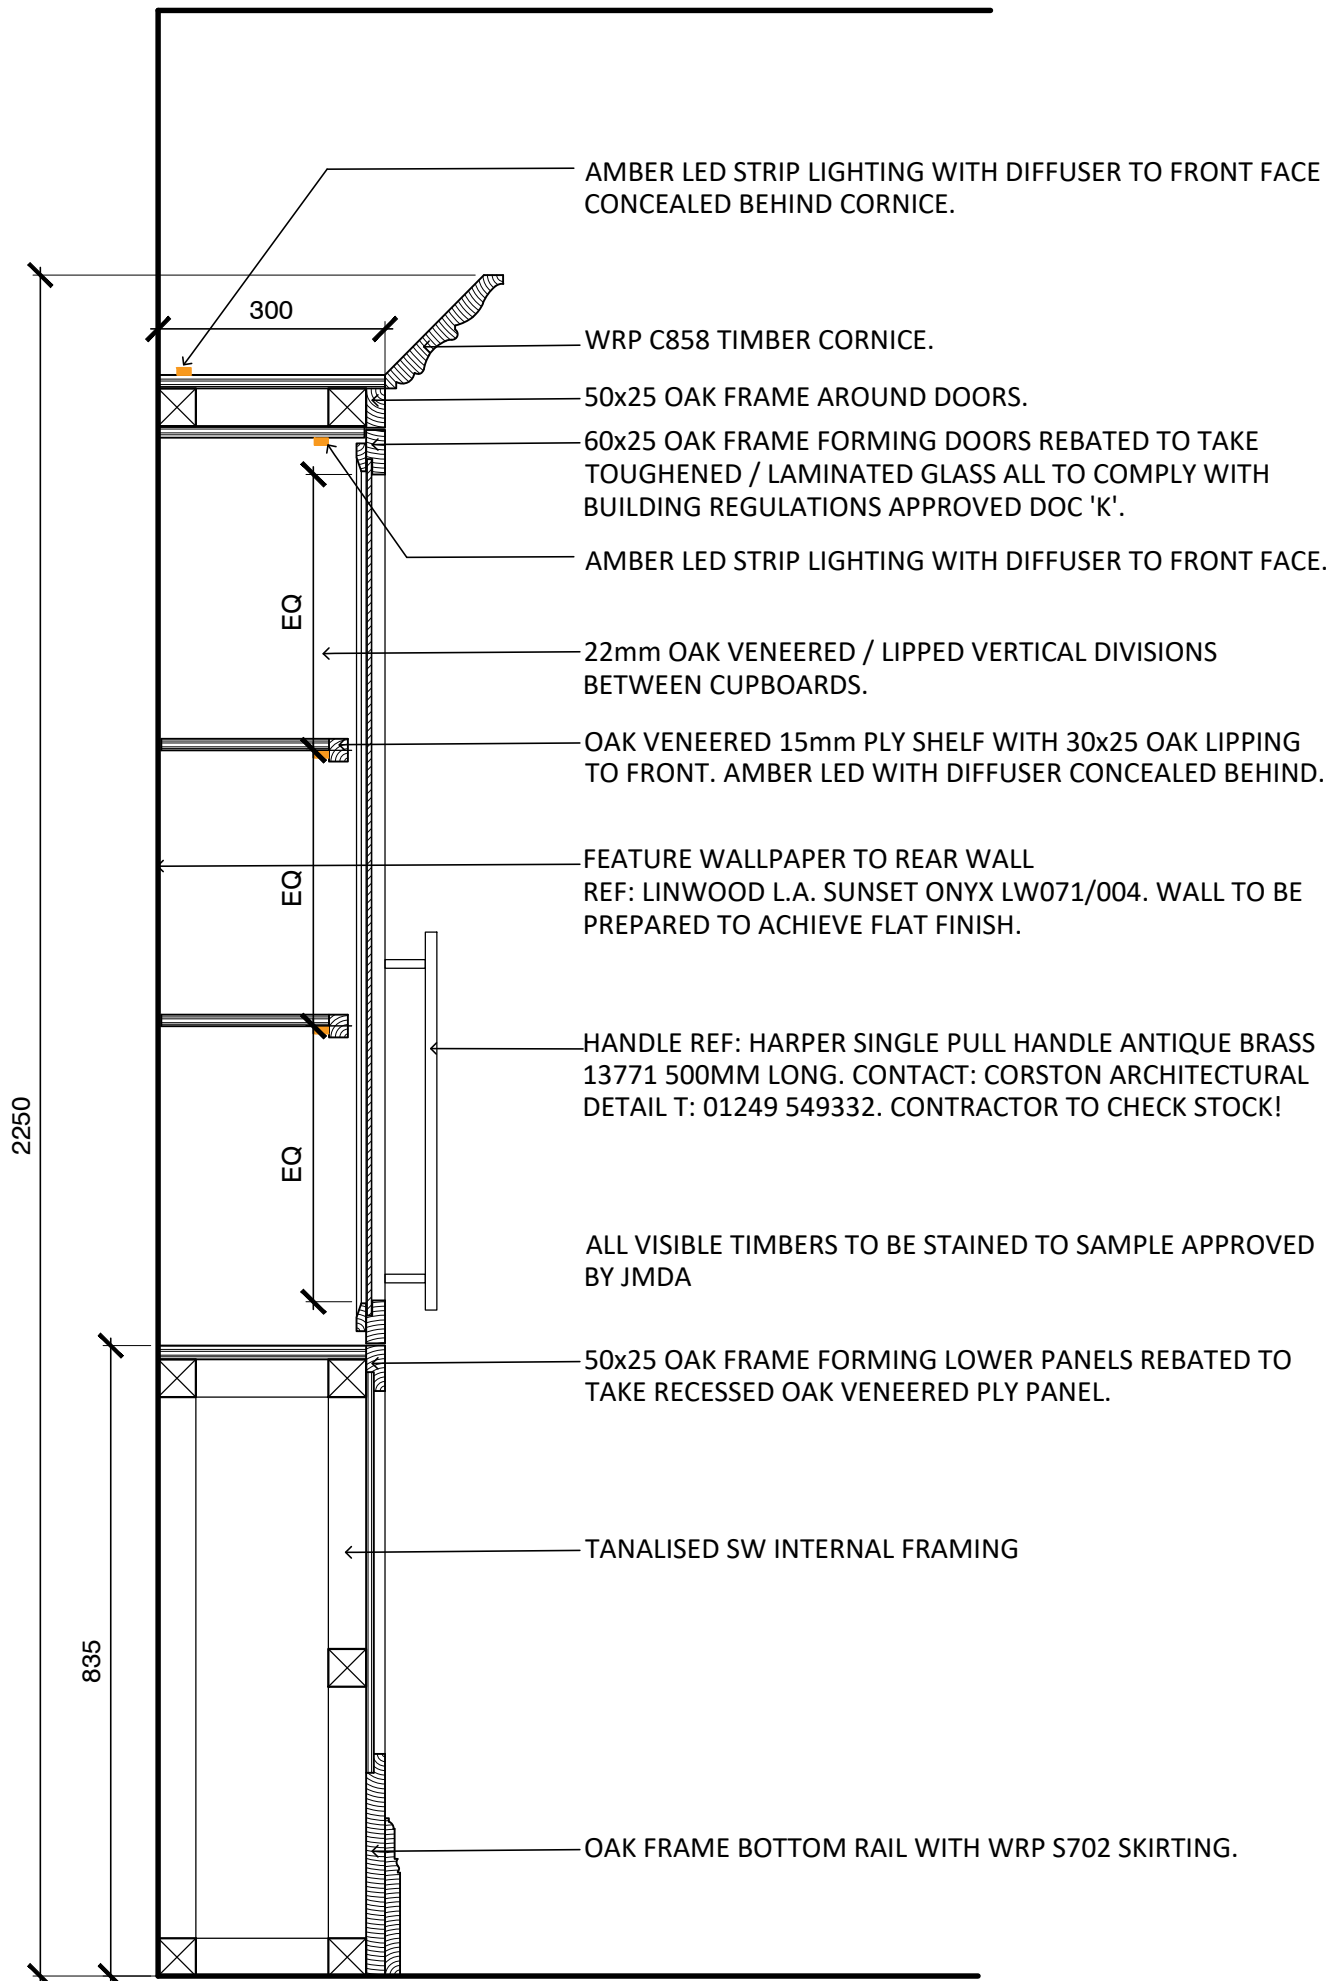 AMBER LED STRIP LIGHTING WITH DIFFUSER TO FRONT FACE
CONCEALED BEHIND CORNICE.
300
WRP C858 TIMBER CORNICE.
50x25 OAK FRAME AROUND DOORS.
60x25 OAK FRAME FORMING DOORS REBATED TO TAKE
TOUGHENED / LAMINATED GLASS ALL TO COMPLY WITH
BUILDING REGULATIONS APPROVED DOC 'K'.
AMBER LED STRIP LIGHTING WITH DIFFUSER TO FRONT FACE.
EQ
22mm OAK VENEERED / LIPPED VERTICAL DIVISIONS
BETWEEN CUPBOARDS.
OAK VENEERED 15mm PLY SHELF WITH 30x25 OAK LIPPING
TO FRONT. AMBER LED WITH DIFFUSER CONCEALED BEHIND.
EQ
FEATURE WALLPAPER TO REAR WALL
REF: LINWOOD L.A. SUNSET ONYX LW071/004. WALL TO BE
PREPARED TO ACHIEVE FLAT FINISH.
HANDLE REF: HARPER SINGLE PULL HANDLE ANTIQUE BRASS
13771 500MM LONG. CONTACT: CORSTON ARCHITECTURAL
DETAIL T: 01249 549332. CONTRACTOR TO CHECK STOCK!
2250
EQ
ALL VISIBLE TIMBERS TO BE STAINED TO SAMPLE APPROVED
BY JMDA
50x25 OAK FRAME FORMING LOWER PANELS REBATED TO
TAKE RECESSED OAK VENEERED PLY PANEL.
TANALISED SW INTERNAL FRAMING
835
OAK FRAME BOTTOM RAIL WITH WRP S702 SKIRTING.